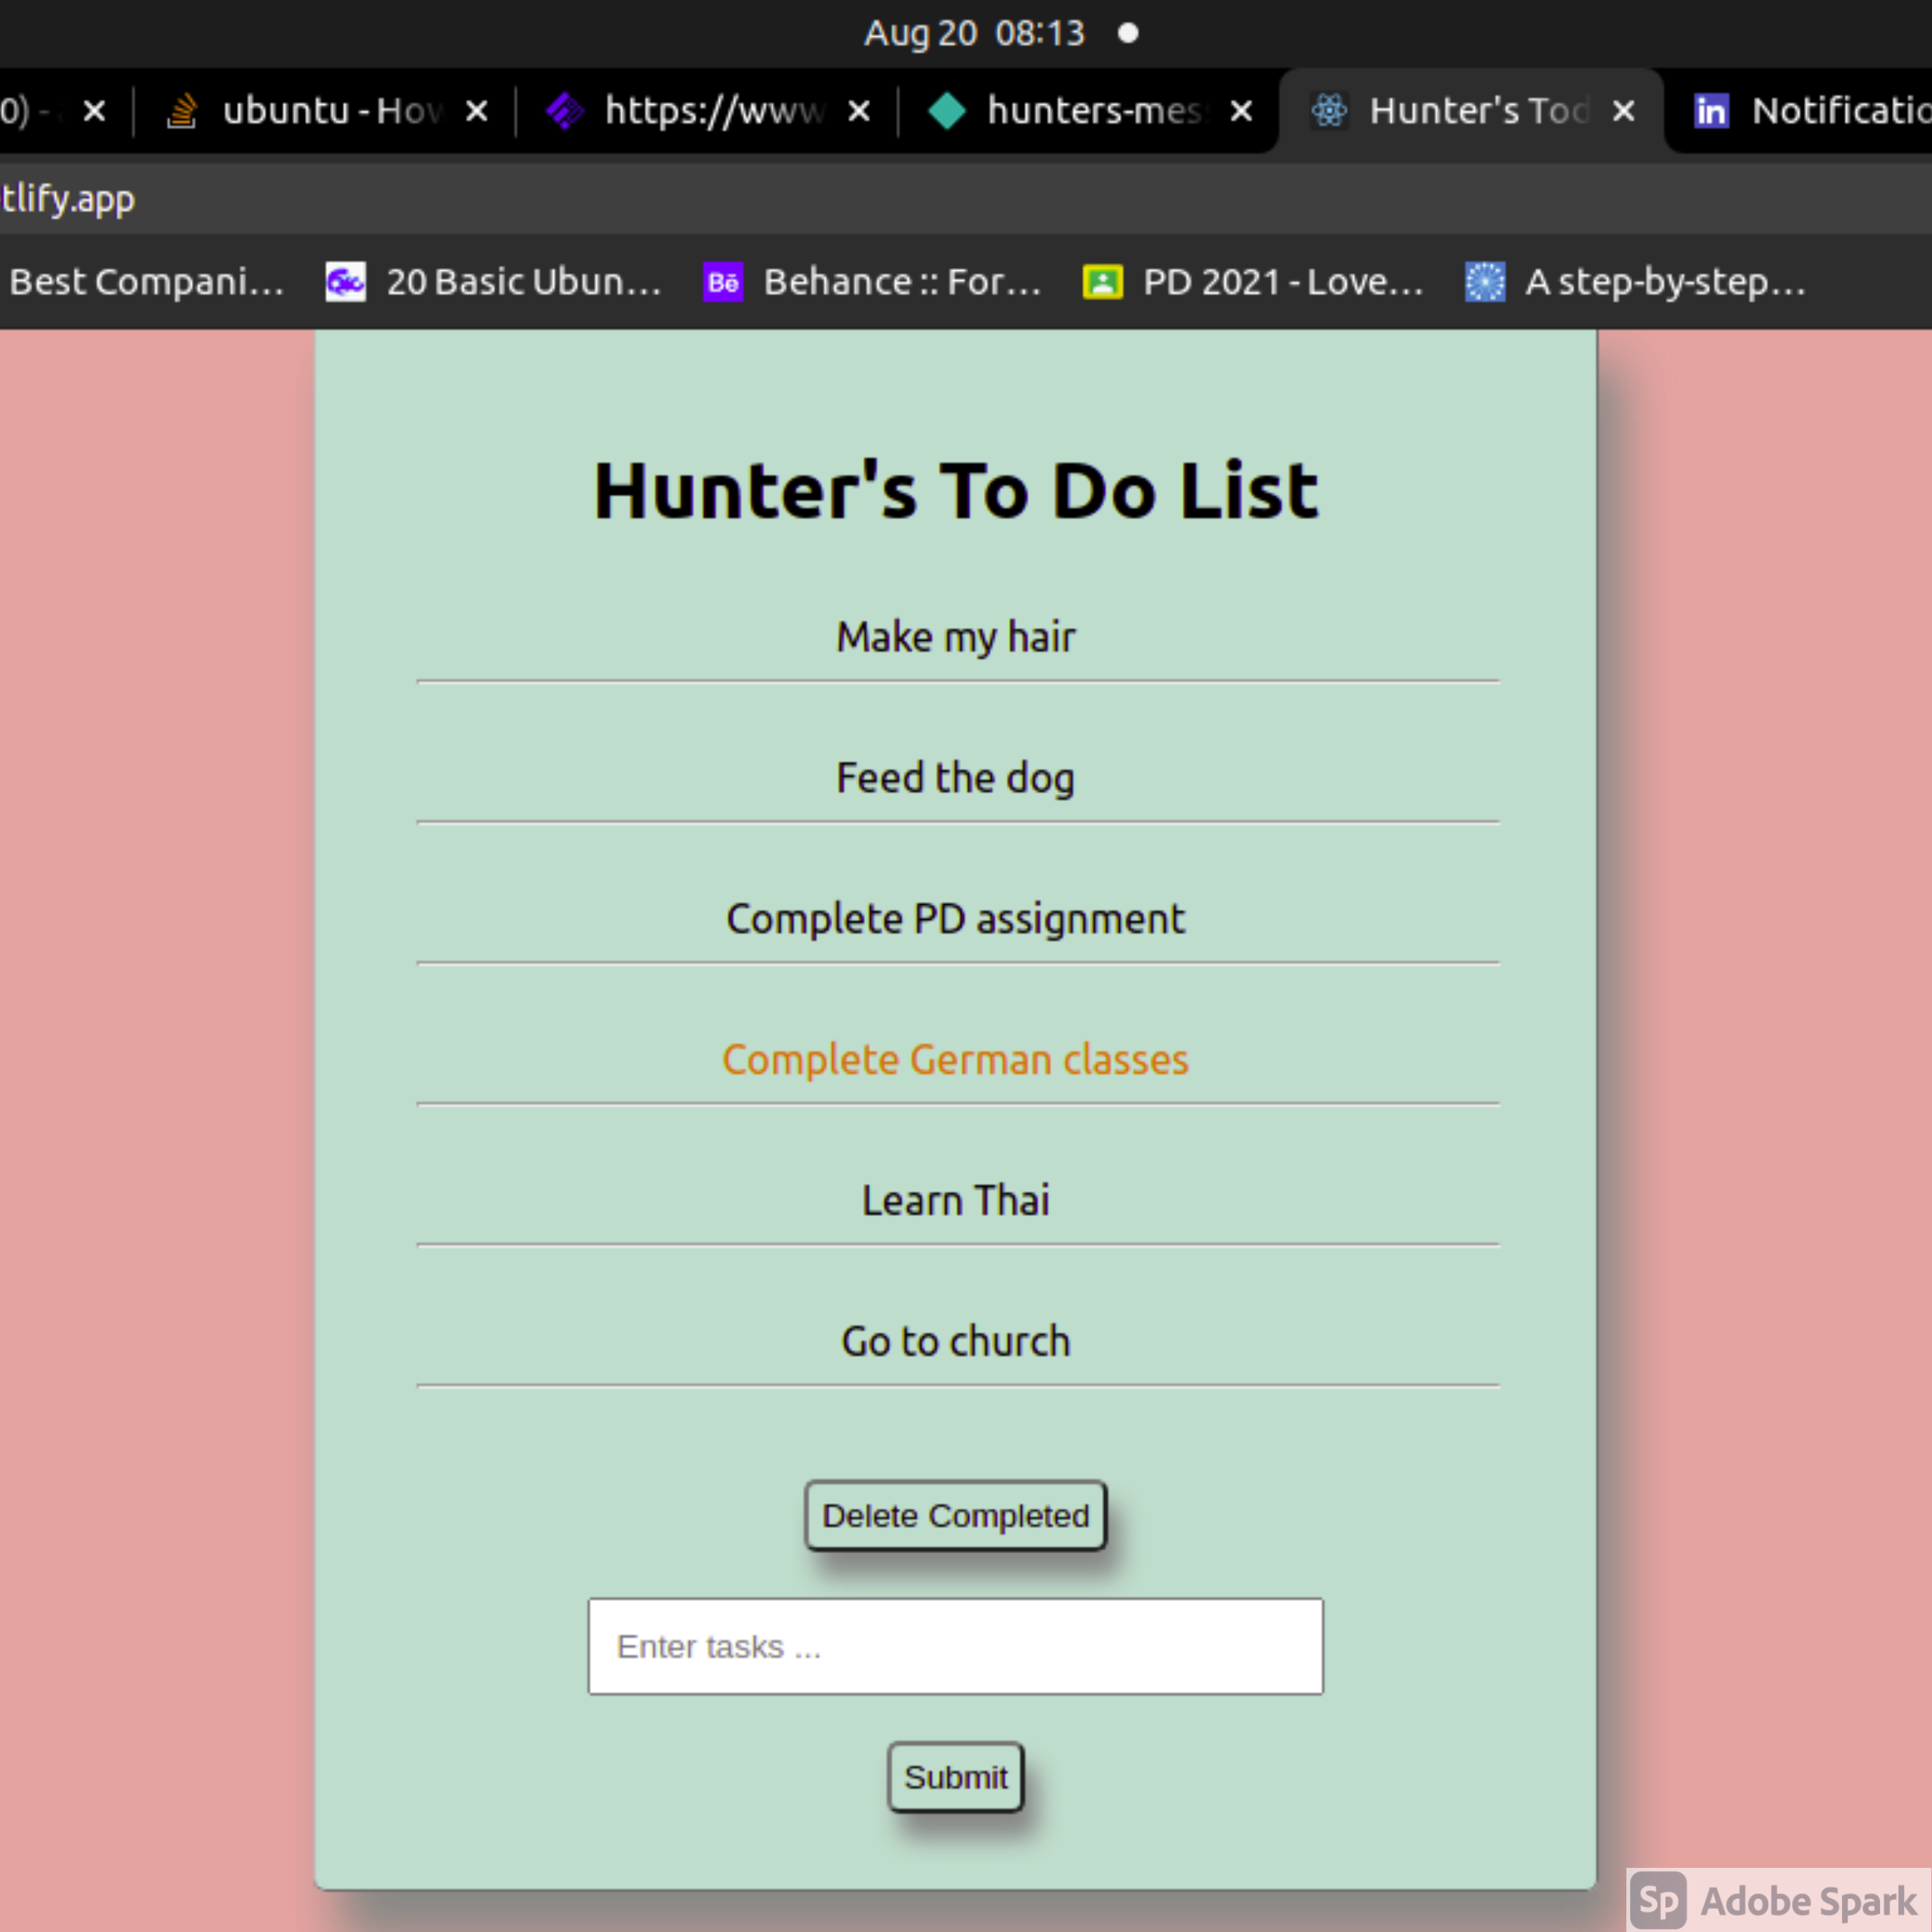 Aug 20 08:13
0) -
ubuntu - How
https://www
hunters-mes
Hunter's Tod
Notificatio
tlify.app
Best Compani...
20 Basic Ubun...
Bē
Behance :: For...
PD 2021 - Love...
A step-by-step...
Hunter's To Do List
Make my hair
Feed the dog
Complete PD assignment
Complete German classes
Learn Thai
Go to church
Delete Completed
Enter tasks ...
Submit
Sp Adobe Spark